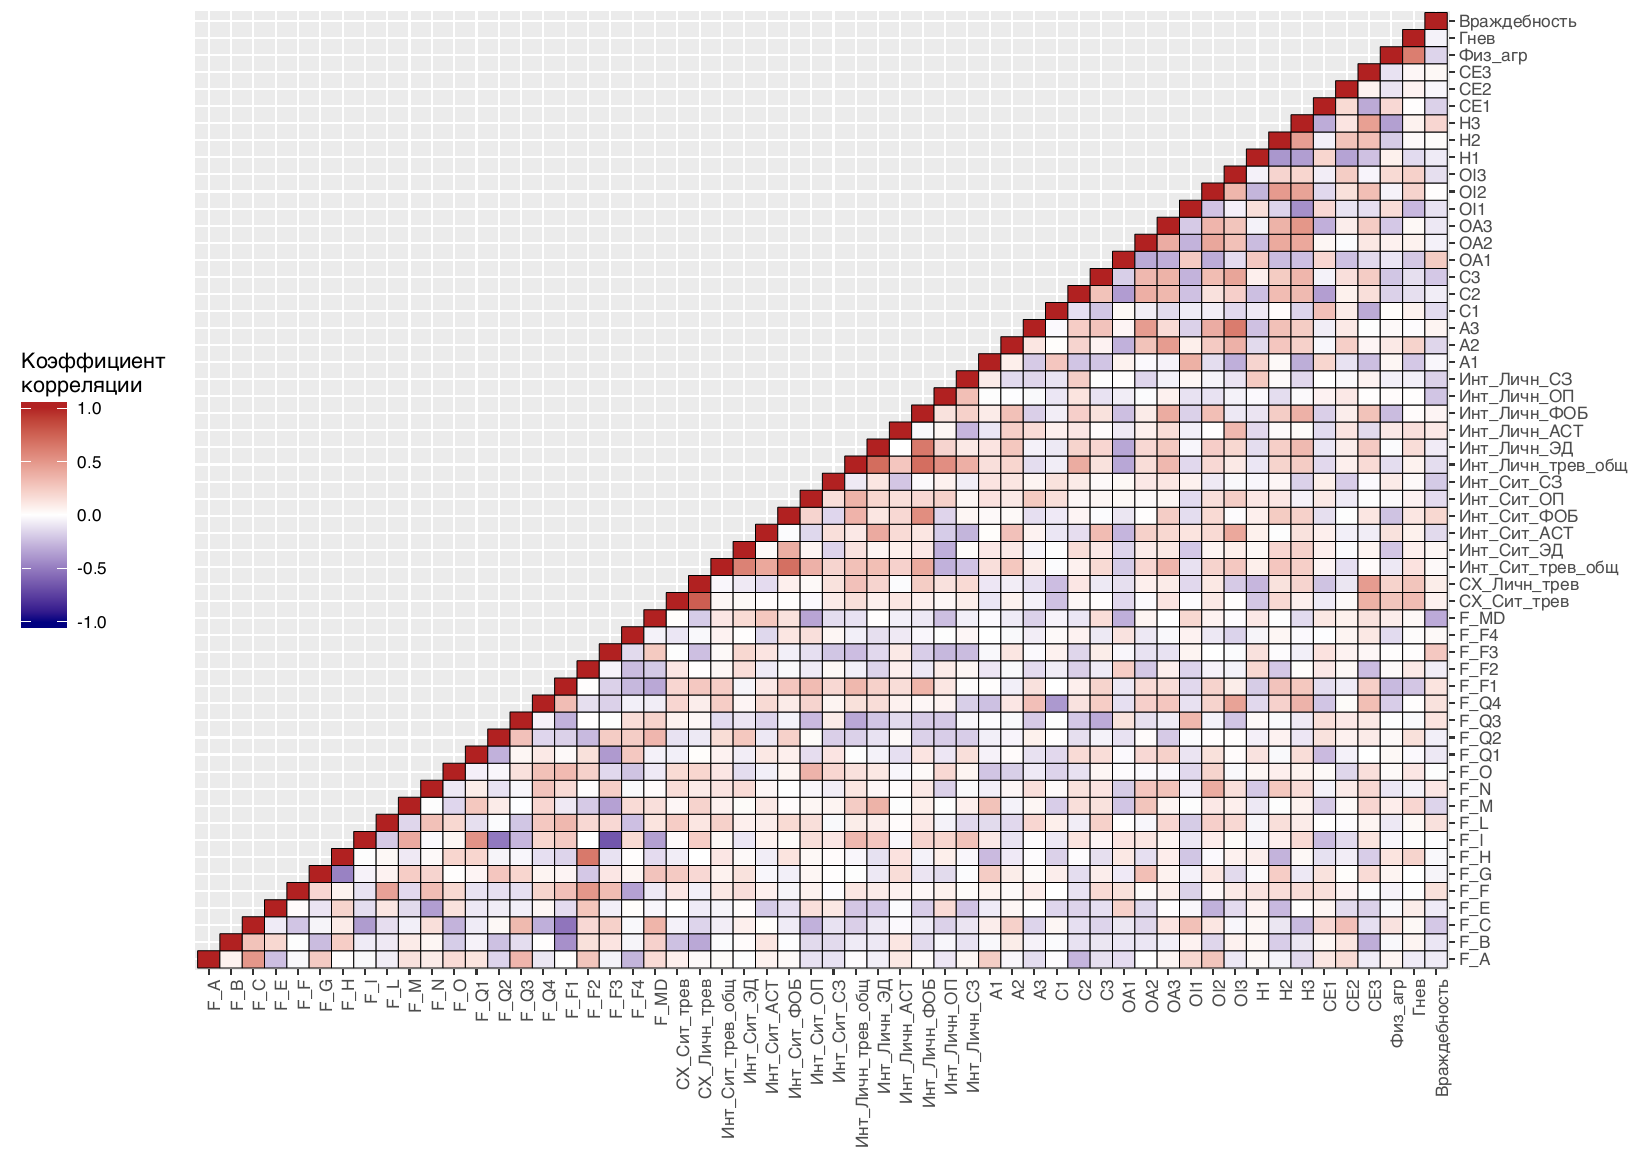 Коэффициент
корреляции
1.0
0.5
0.0
-0.5
-1.0
Враждебность
Гнев
Физ_агр
CE3
CE2
CE1
H3
H2
H1
OI3
OI2
OI1
OA3
OA2
OA1
C3
C2
C1
A3
A2
A1
Инт_Личн_СЗ
Инт_Личн_ОП
Инт_Личн_ФОБ
Инт_Личн_АСТ
Инт_Личн_ЭД
Инт_Личн_трев_общ
Инт_Сит_СЗ
Инт_Сит_ОП
Инт_Сит_ФОБ
Инт_Сит_АСТ
Инт_Сит_ЭД
Инт_Сит_трев_общ
СХ_Личн_трев
СХ_Сит_трев
F_MD
F_F4
F_F3
F_F2
F_F1
F_Q4
F_Q3
F_Q2
F_Q1
F_O
F_N
F_M
F_L
F_I
F_H
F_G
F_F
F_E
F_C
F_B
F_A
F_A
F_B
F_C
F_E
F_F
F_G
F_H
F_I
F_L
F_M
F_N
F_O
F_Q1
F_Q2
F_Q3
F_Q4
F_F1
F_F2
F_F3
F_F4
F_MD
СХ_Сит_трев
СХ_Личн_трев
Инт_Сит_трев_общ
Инт_Сит_ЭД
Инт_Сит_АСТ
Инт_Сит_ФОБ
Инт_Сит_ОП
Инт_Сит_СЗ
Инт_Личн_трев_общ
Инт_Личн_ЭД
Инт_Личн_АСТ
Инт_Личн_ФОБ
Инт_Личн_ОП
Инт_Личн_СЗ
A1
A2
A3
C1
C2
C3
OA1
OA2
OA3
OI1
OI2
OI3
H1
H2
H3
CE1
CE2
CE3
Физ_агр
Гнев
Враждебность